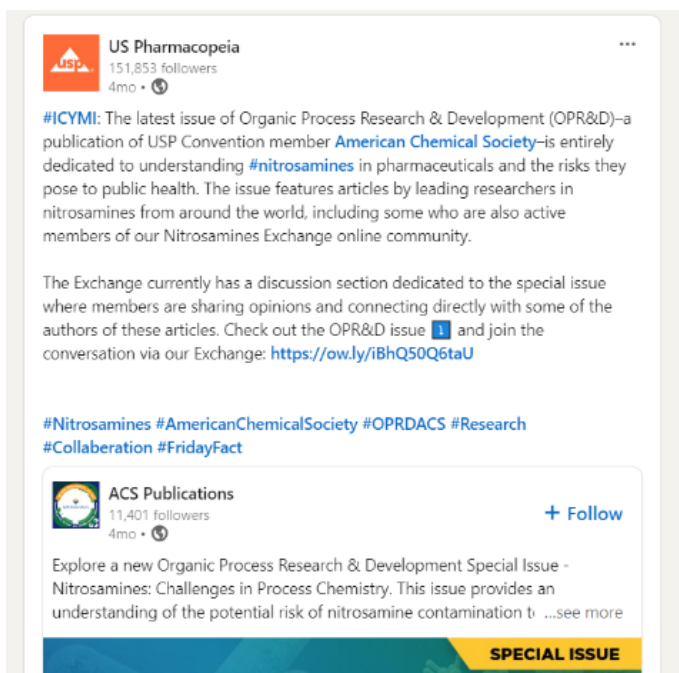 usp
US Pharmacopeia
151,853 followers
4mo •
#ICYMI: The latest issue of Organic Process Research & Development (OPR&D)–a
publication of USP Convention member American Chemical Society–is entirely
dedicated to understanding #nitrosamines in pharmaceuticals and the risks they
pose to public health. The issue features articles by leading researchers in
nitrosamines from around the world, including some who are also active
members of our Nitrosamines Exchange online community.
The Exchange currently has a discussion section dedicated to the special issue
where members are sharing opinions and connecting directly with some of the
authors of these articles. Check out the OPR&D issue 1 and join the
conversation via our Exchange: https://ow.ly/iBhQ50Q6taU
#Nitrosamines #AmericanChemicalSociety #OPRDACS #Research
#Collaberation #FridayFact
ACS Publications
11,401 followers
4mo •
+ Follow
Explore a new Organic Process Research & Development Special Issue -
Nitrosamines: Challenges in Process Chemistry. This issue provides an
understanding of the potential risk of nitrosamine contamination t ...see more
SPECIAL ISSUE